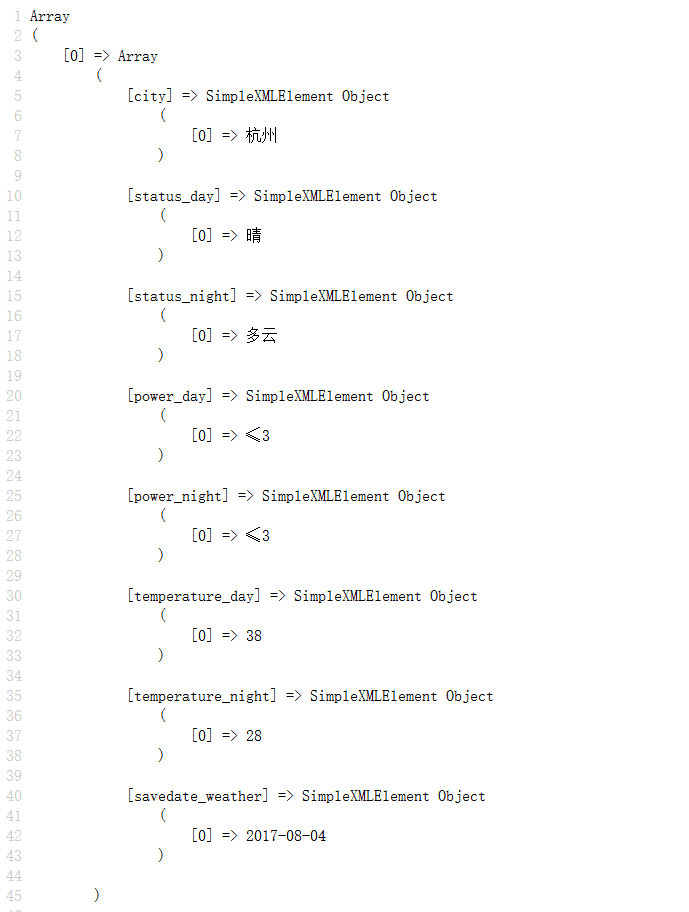 1 Array
2 (
3     [0] => Array
4         (
5             [city] => SimpleXMLElement Object
6                 (
7                     [0] => 杭州
8                 )
9
10             [status_day] => SimpleXMLElement Object
11                 (
12                     [0] => 晴
13                 )
14
15             [status_night] => SimpleXMLElement Object
16                 (
17                     [0] => 多云
18                 )
19
20             [power_day] => SimpleXMLElement Object
21                 (
22                     [0] => ≤3
23                 )
24
25             [power_night] => SimpleXMLElement Object
26                 (
27                     [0] => ≤3
28                 )
29
30             [temperature_day] => SimpleXMLElement Object
31                 (
32                     [0] => 38
33                 )
34
35             [temperature_night] => SimpleXMLElement Object
36                 (
37                     [0] => 28
38                 )
39
40             [savedate_weather] => SimpleXMLElement Object
41                 (
42                     [0] => 2017-08-04
43                 )
44
45         )